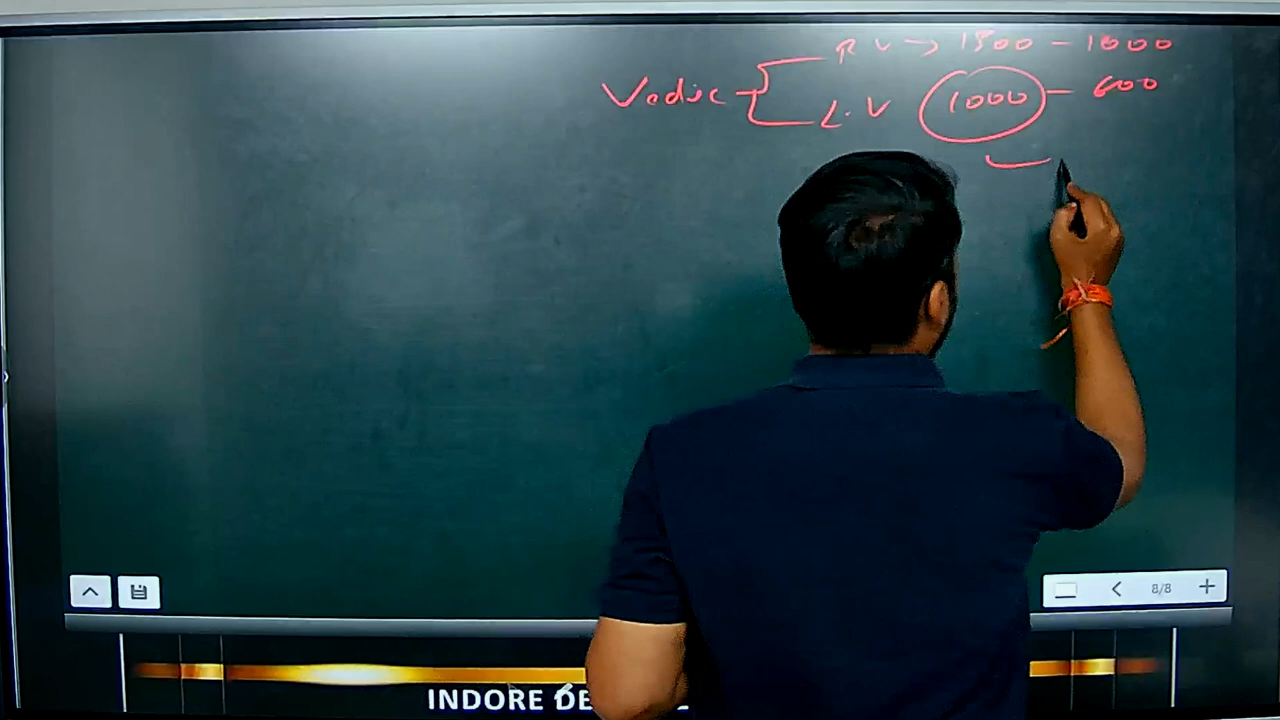 R V → 1500 - 1000
Vedic
L.V 1000 - 600
8/8
INDORE DE